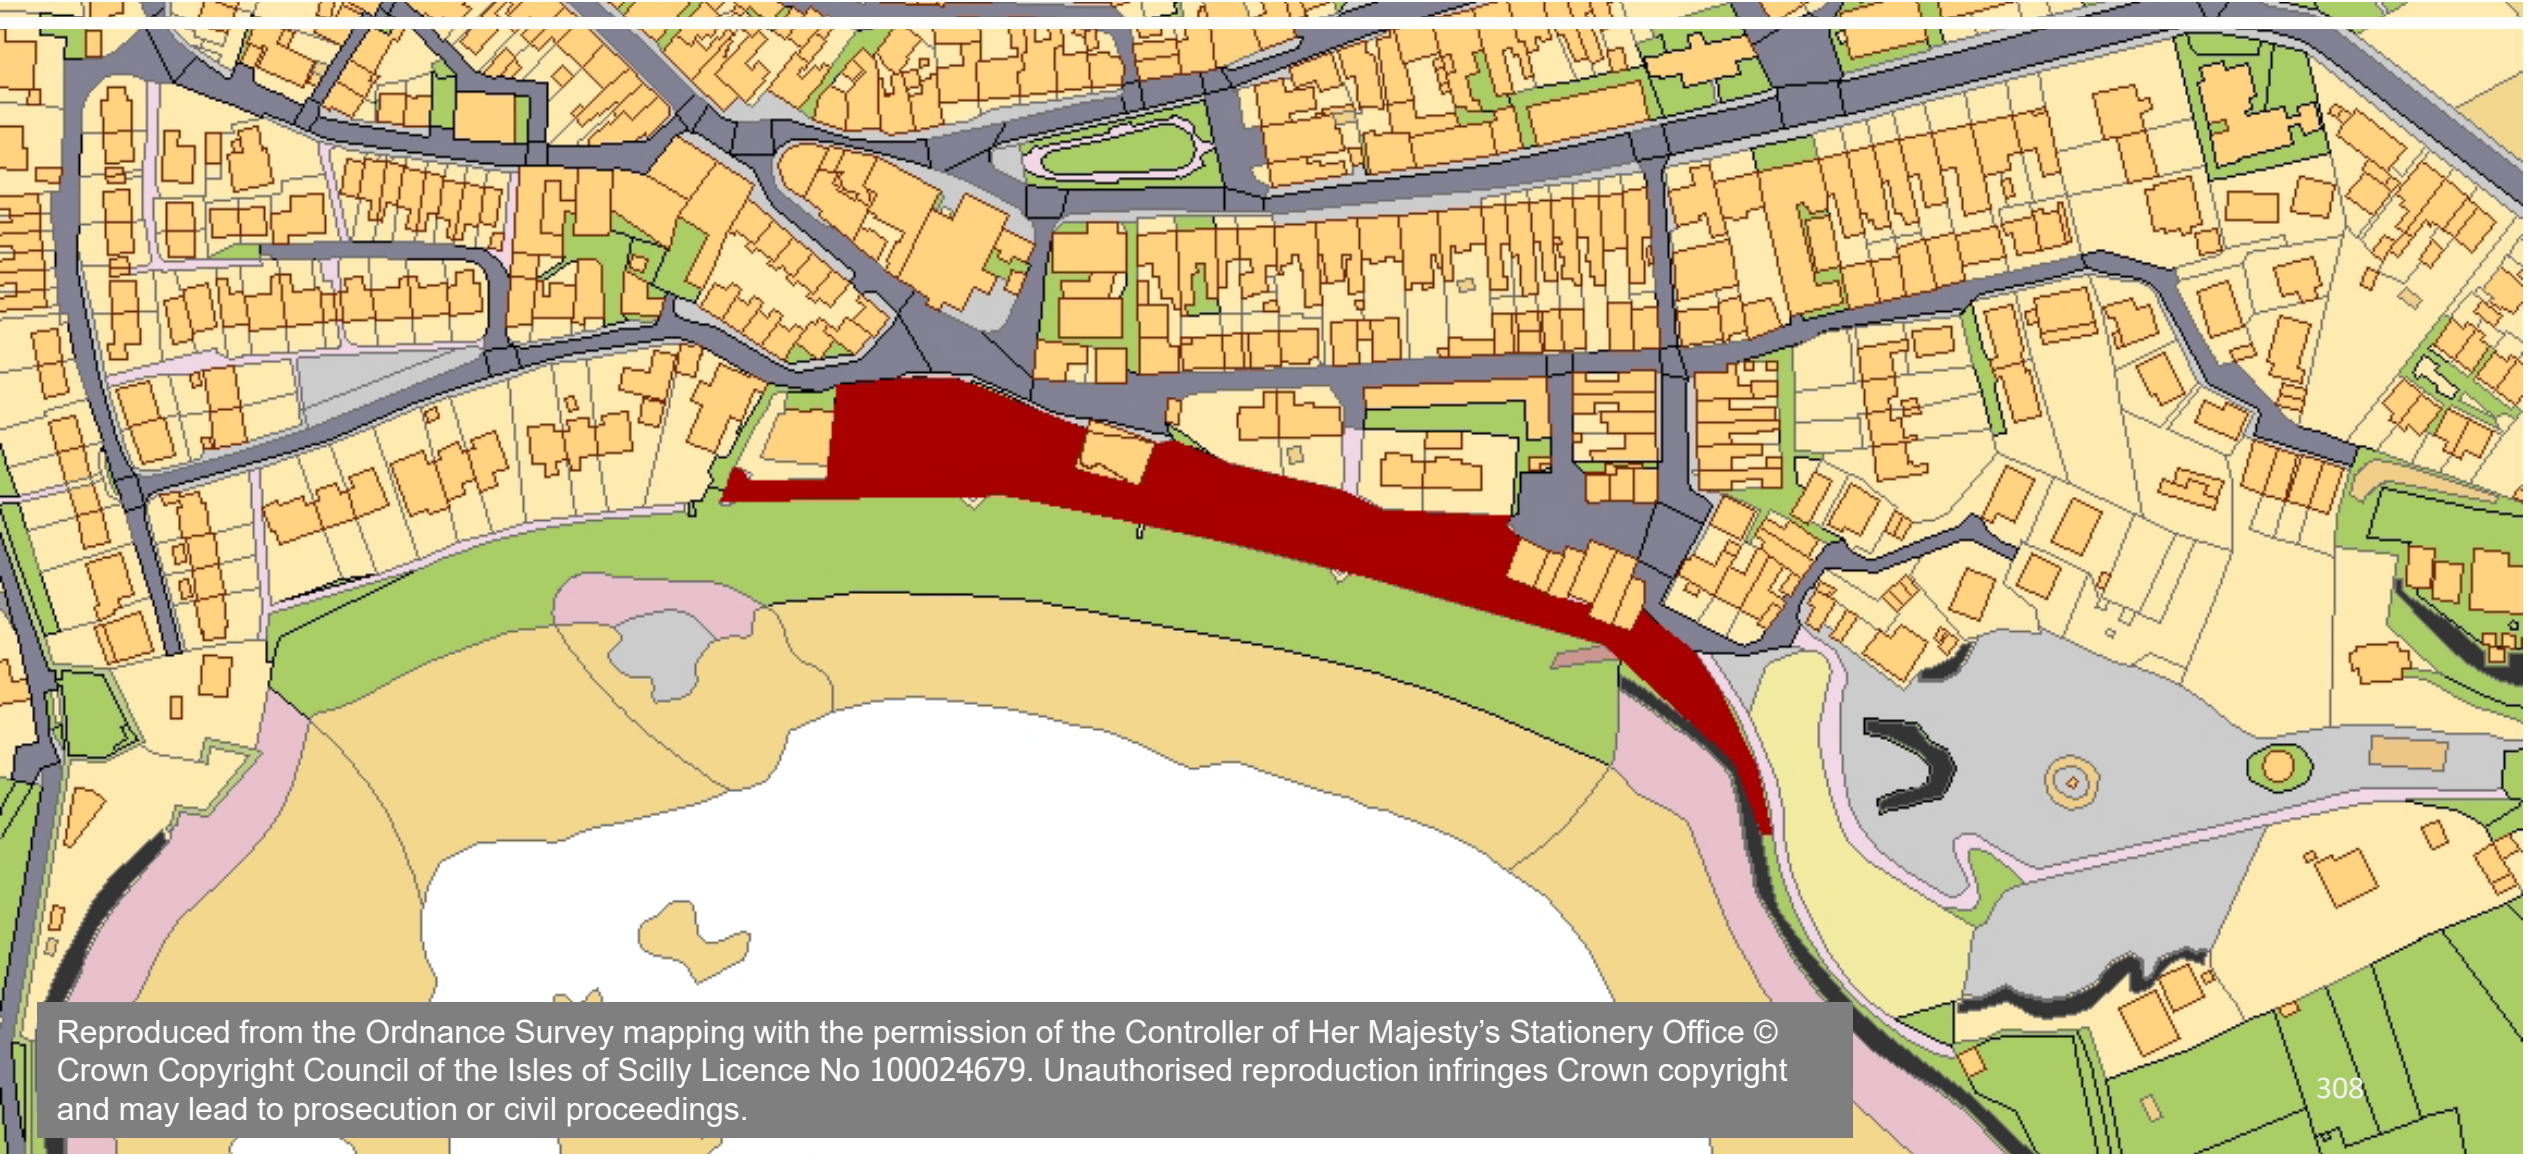 Reproduced from the Ordnance Survey mapping with the permission of the Controller of Her Majesty’s Stationery Office ©
Crown Copyright Council of the Isles of Scilly Licence No 100024679. Unauthorised reproduction infringes Crown copyright
and may lead to prosecution or civil proceedings.
308